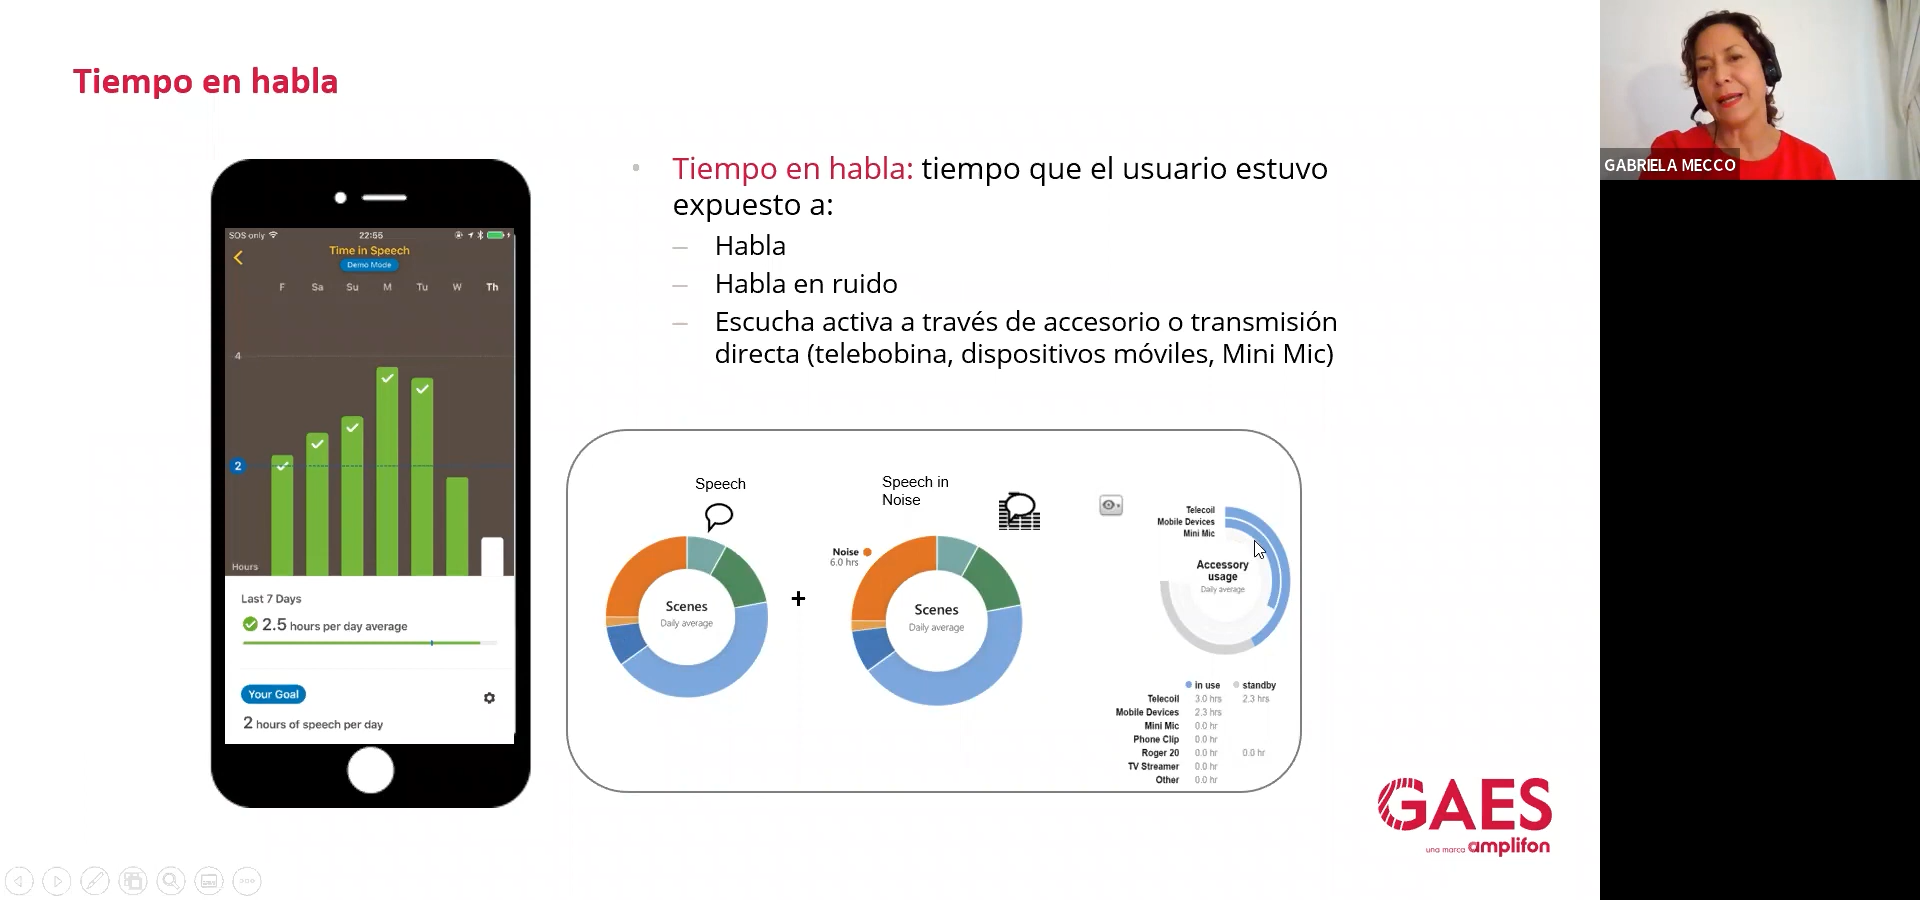 Tiempo en habla
GABRIELA MECCO
Tiempo en habla: tiempo que el usuario estuvo
expuesto a:
Habla
Habla en ruido
Escucha activa a través de accesorio o transmisión
directa (telebobina, dispositivos móviles, Mini Mic)
SOS only 22:55
Time in Speech
Demo Mode
F Sa Su M Tu W Th
4
2
Hours
Last 7 Days
2.5 hours per day average
Your Goal
2 hours of speech per day
Speech
Scenes
Daily average
+
Speech in
Noise
Noise
6.0 hrs
Scenes
Daily average
Telecoil
Mobile Devices
Mini Mic
Accessory
usage
Daily average
in use standby
Telecoil 3.0 hrs 2.3 hrs
Mobile Devices 2.3 hrs
Mini Mic 0.0 hr
Phone Clip 0.0 hr
Roger 20 0.0 hr 0.0 hr
TV Streamer 0.0 hr
Other 0.0 hr
GAES
una marca amplifon